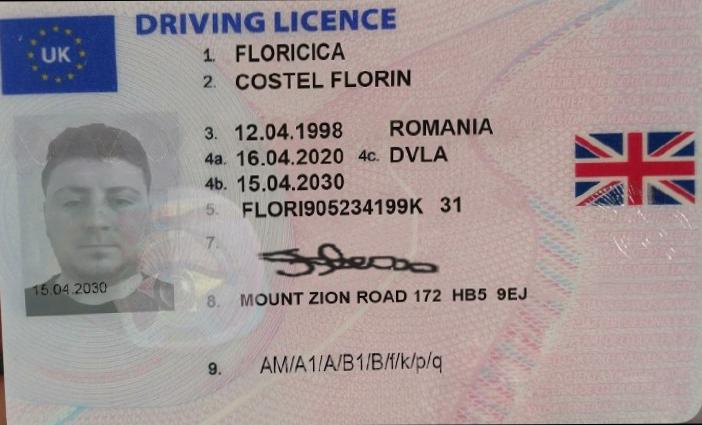 DRIVING LICENCE
UK
1. FLORICICA
2. COSTEL FLORIN
3. 12.04.1998 ROMANIA
4a. 16.04.2020 4c. DVLA
4b. 15.04.2030
5. FLORI905234199K 31
7.
15.04.2030
8. MOUNT ZION ROAD 172 HB5 9EJ
9. AM/A1/A/B1/B/f/k/p/q